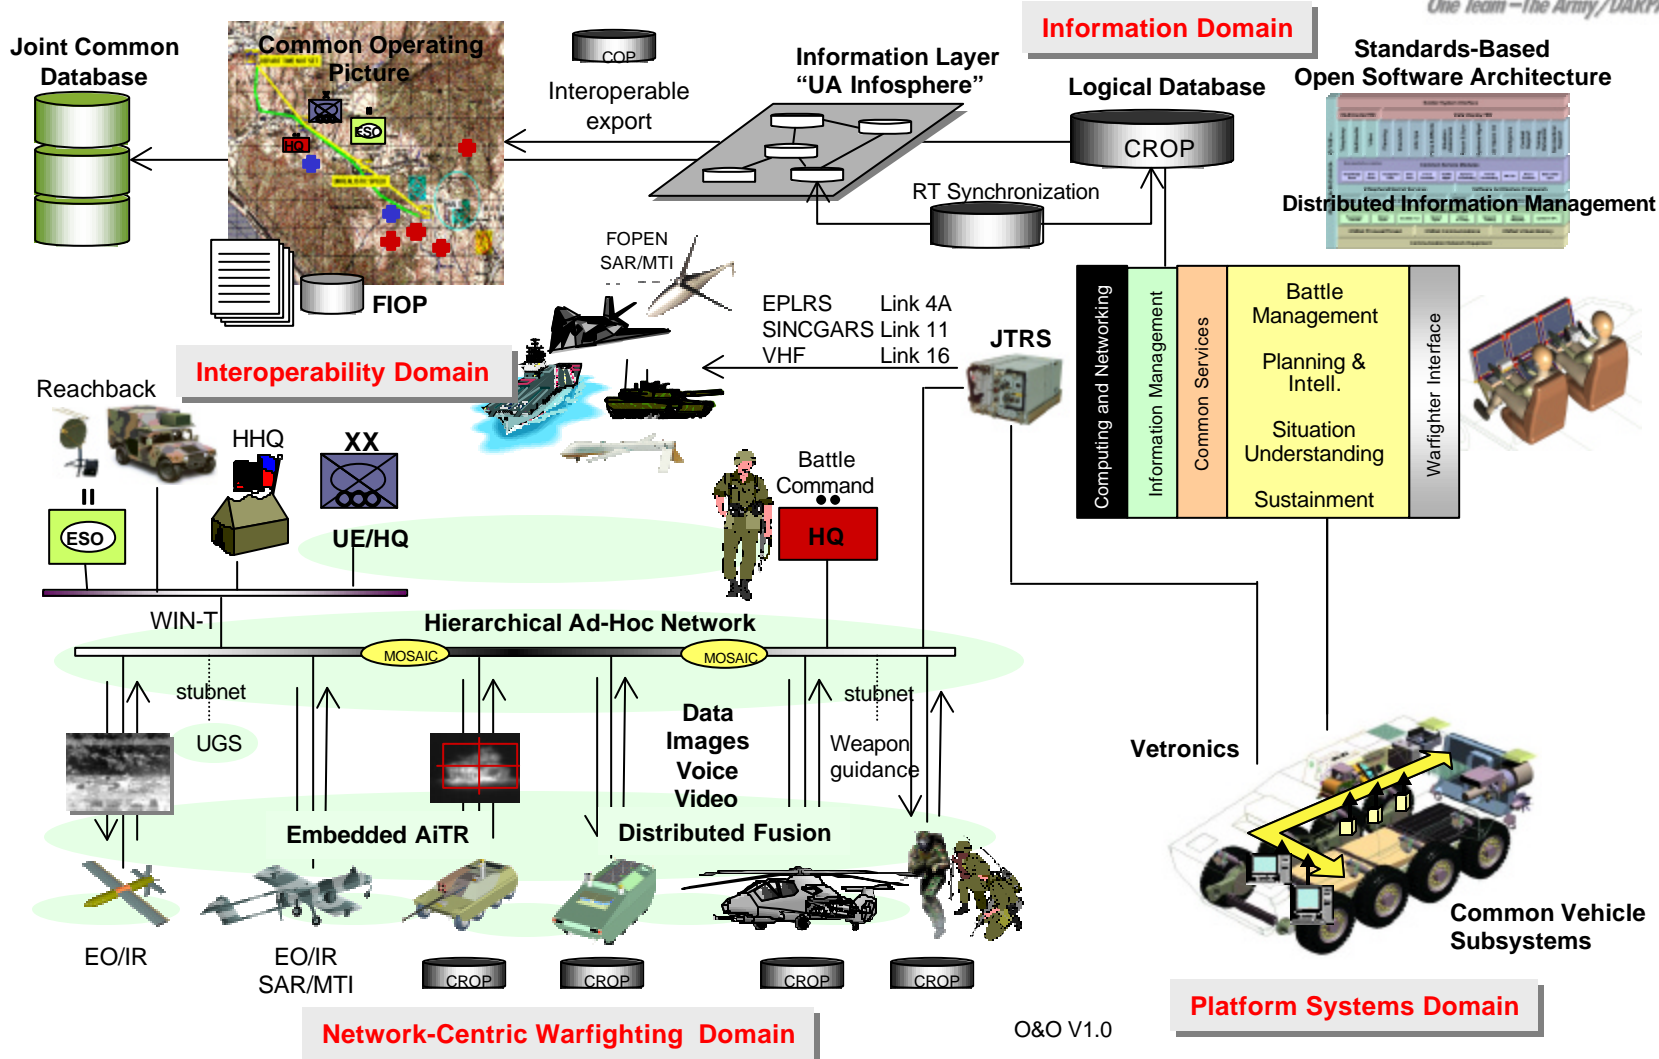 One Team – The Army/DARPA
Information Domain
Joint Common
Database
Common Operating
Picture
COP
Interoperable
export
Information Layer
“UA Infosphere”
Logical Database
CROP
Standards-Based
Open Software Architecture
Distributed Information Management
RT Synchronization
ESO
HQ
FIOP
FOPEN
SAR/MTI
EPLRS Link 4A
SINCGARS Link 11
VHF Link 16
JTRS
Computing and Networking
Information Management
Common Services
Battle
Management
Planning &
Intell.
Situation
Understanding
Sustainment
Warfighter Interface
Interoperability Domain
Reachback
HHQ
XX
II
ESO
UE/HQ
Battle
Command
HQ
WIN-T
Hierarchical Ad-Hoc Network
MOSAIC
MOSAIC
stubnet
UGS
stubnet
Data
Images
Voice
Video
Weapon
guidance
Embedded AiTR
Distributed Fusion
EO/IR
EO/IR
SAR/MTI
CROP
CROP
CROP
CROP
Vetronics
Common Vehicle
Subsystems
Network-Centric Warfighting Domain
O&O V1.0
Platform Systems Domain